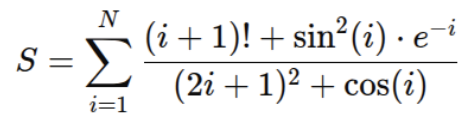 S = \sum_{i=1}^{N} \frac{(i+1)! + \sin^2(i) \cdot e^{-i}}{(2i+1)^2 + \cos(i)}